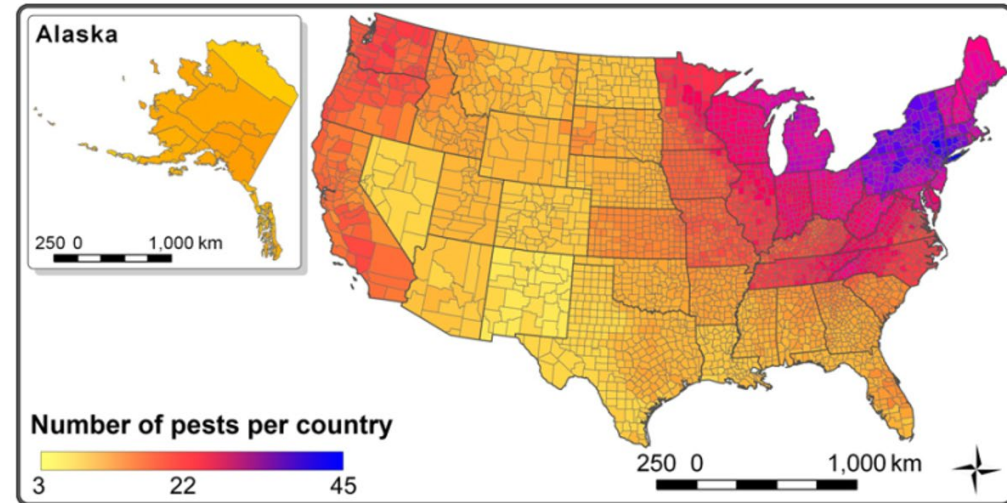 Alaska
250 0 1,000 km
Number of pests per country
3 22 45
250 0 1,000 km